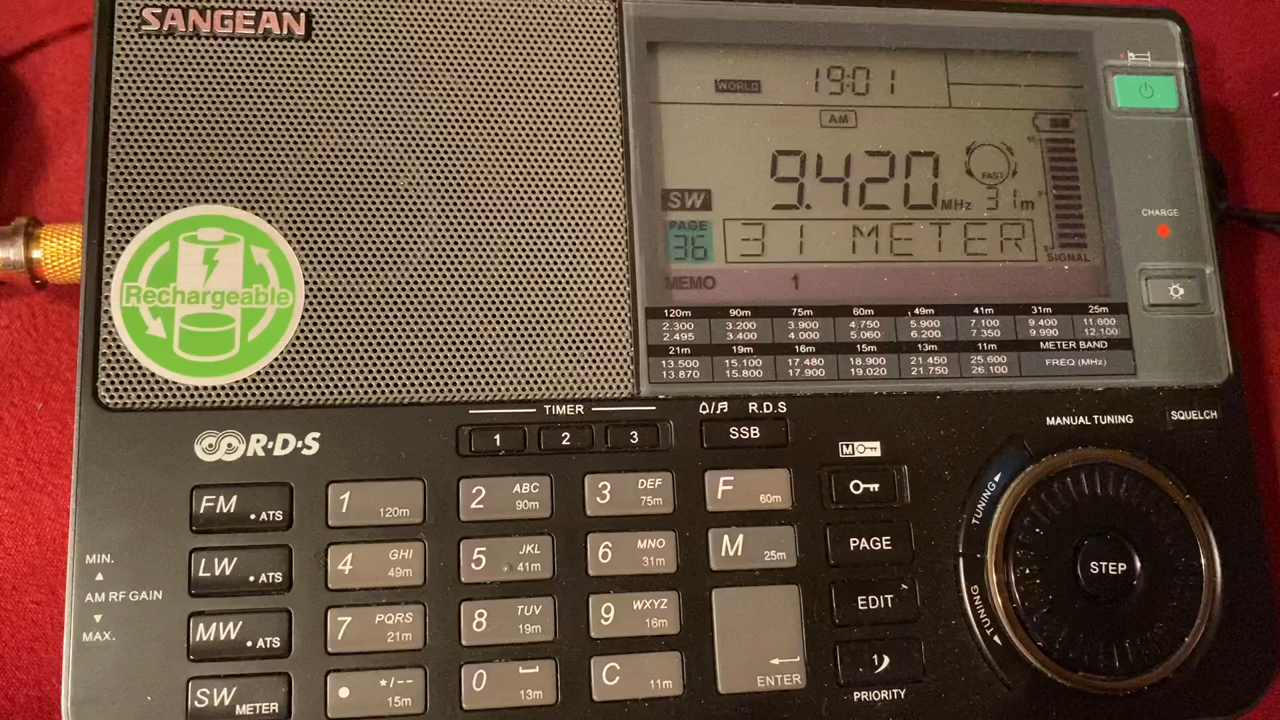 SANGEAN
Rechargeable
WORLD 19:01
AM
9.420 MHz
FAST
31m
SW
PAGE 36
31 METER
SIGNAL
MEMO 1
CHARGE
120m 90m 75m 60m 49m 41m 31m 25m
2.300 3.200 3.900 4.750 5.900 7.100 9.400 11.600
2.495 3.400 4.000 5.060 6.200 7.350 9.990 12.100
21m 19m 16m 15m 13m 11m METER BAND
13.500 15.100 17.480 18.900 21.450 25.600 FREQ (MHz)
13.870 15.800 17.900 19.020 21.750 26.100
R·D·S
TIMER
1 2 3
R.D.S
SSB
MANUAL TUNING
SQUELCH
FM • ATS
1 120m
2 ABC 90m
3 DEF 75m
F 60m
M
TUNING
LW • ATS
4 GHI 49m
5 JKL 41m
6 MNO 31m
M 25m
PAGE
STEP
MIN.
AM RF GAIN
MAX.
MW • ATS
7 PQRS 21m
8 TUV 19m
9 WXYZ 16m
ENTER
EDIT
TUNING
SW METER
• */-- 15m
0 13m
C 11m
1
PRIORITY